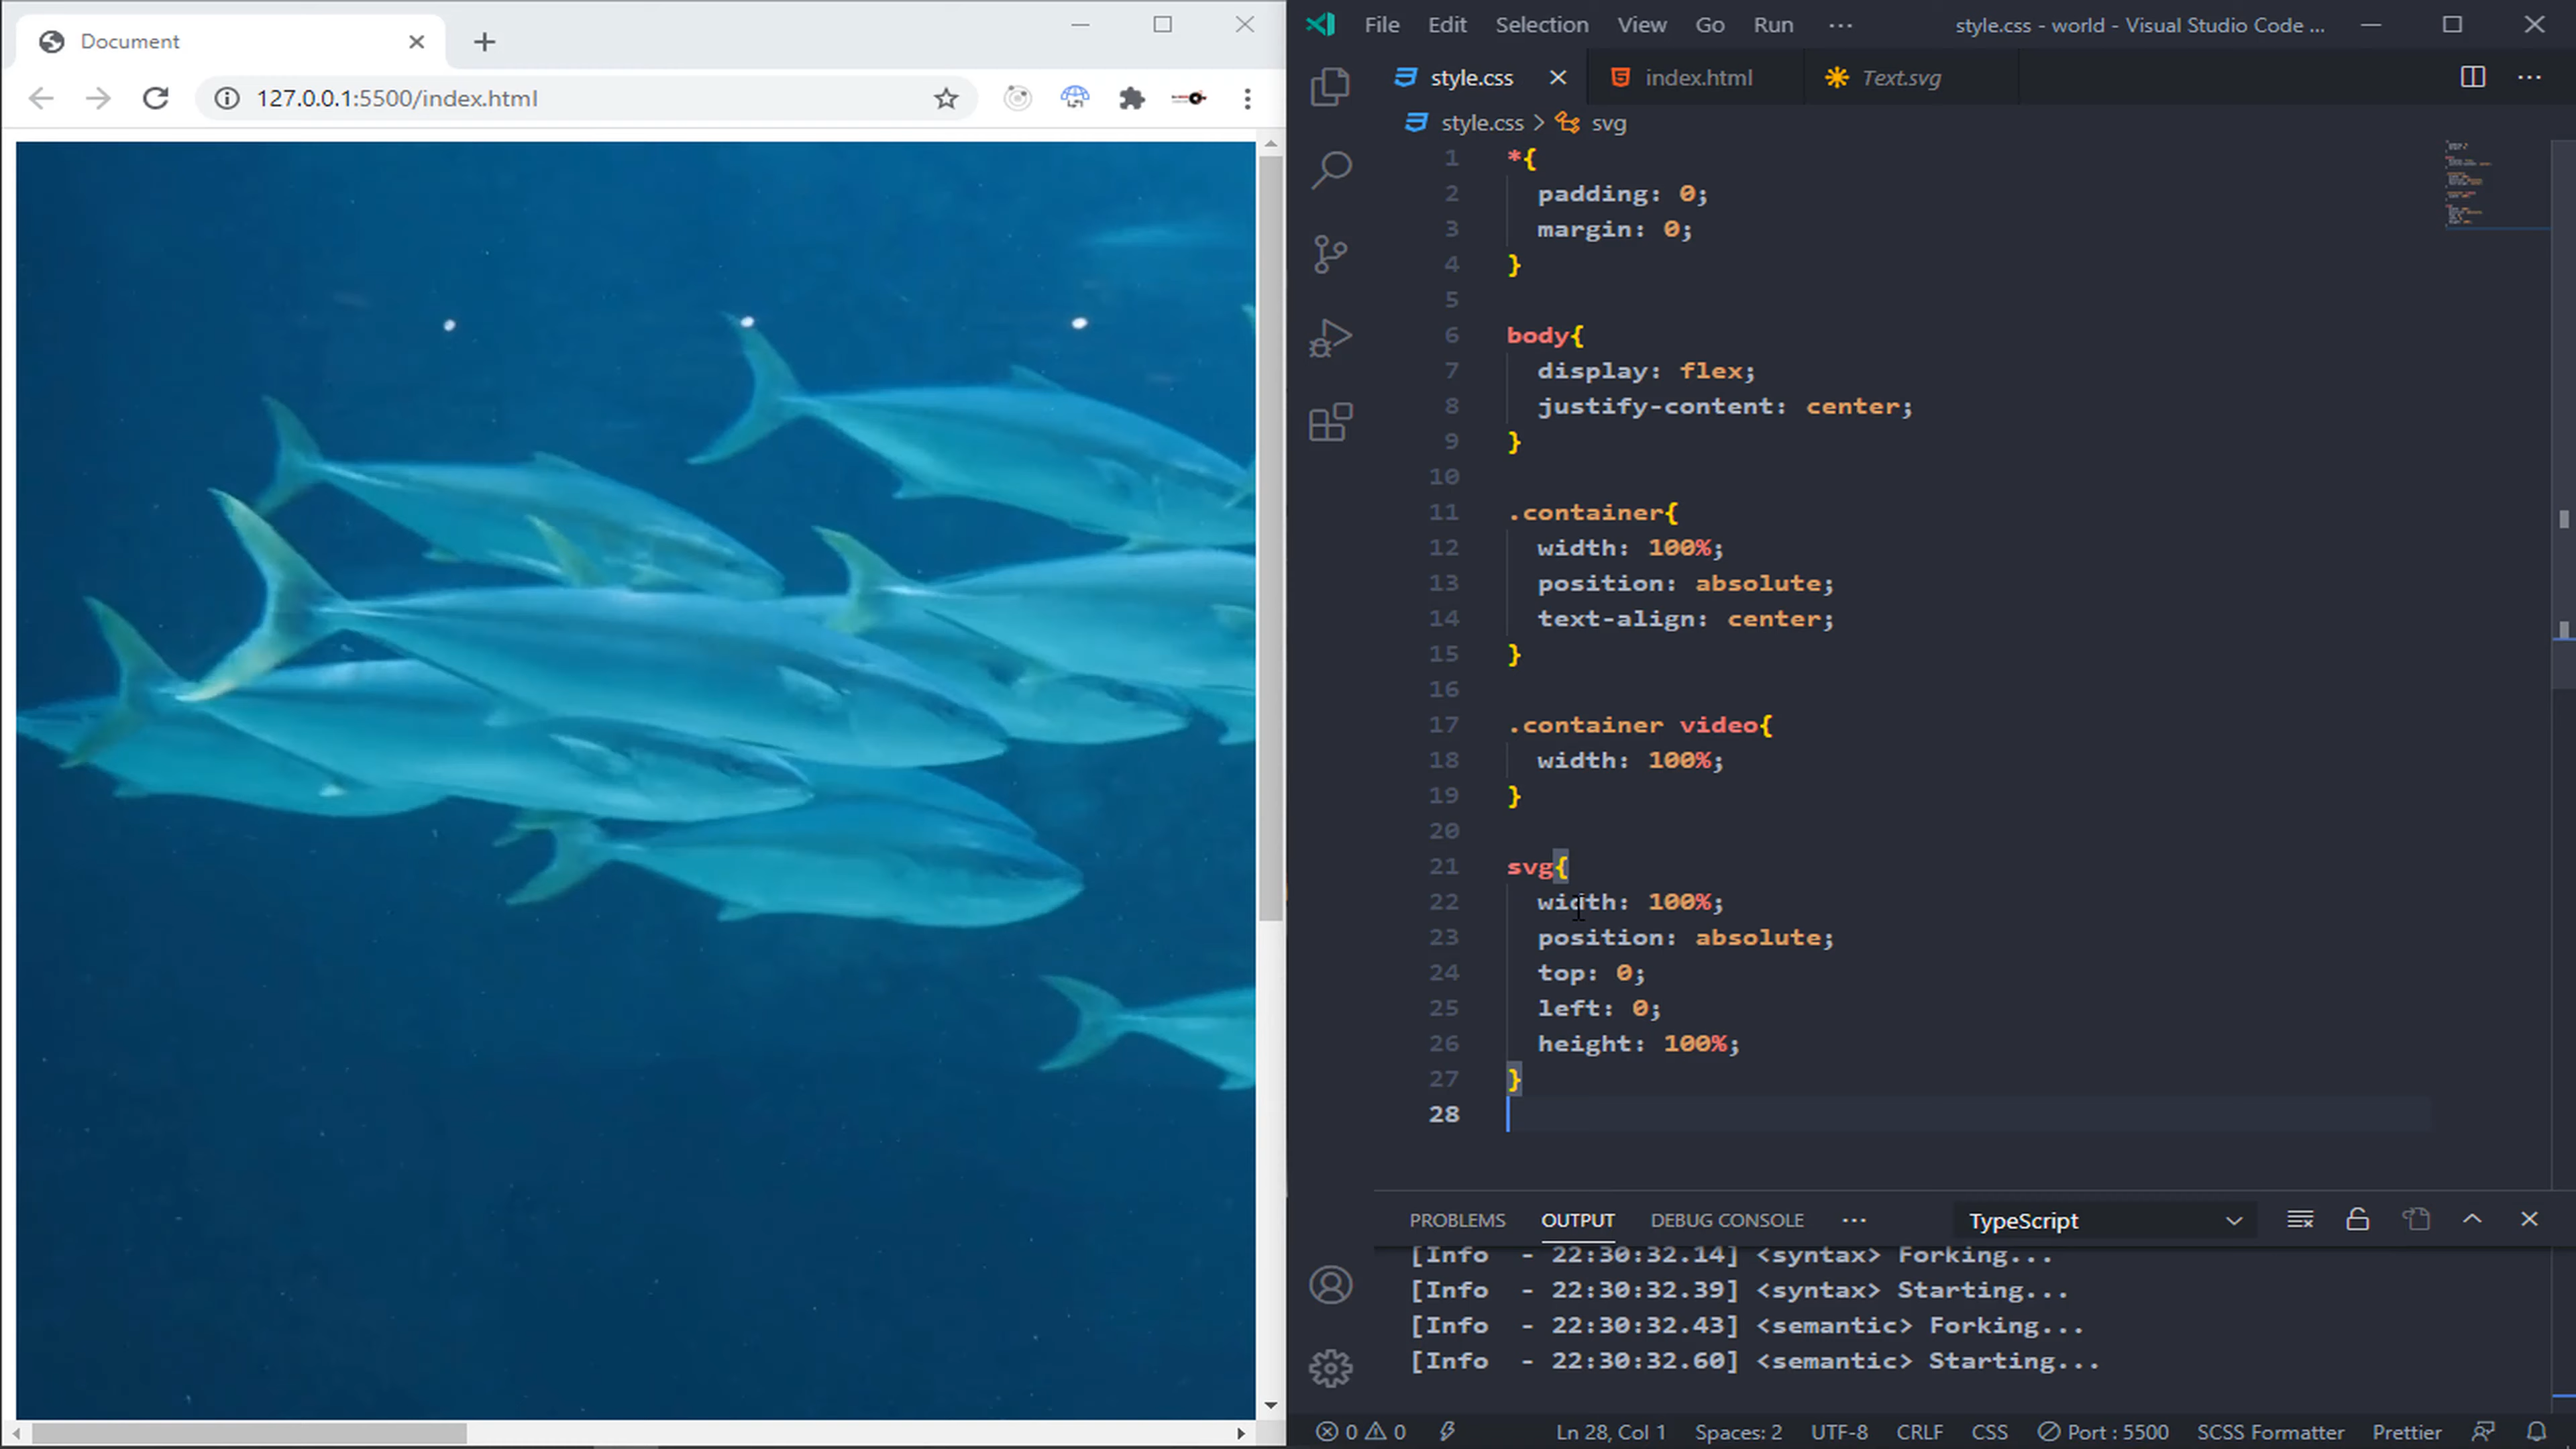 Document
127.0.0.1:5500/index.html
File Edit Selection View Go Run ··· style.css - world - Visual Studio Code ...
style.css index.html Text.svg
style.css > svg
1 *{
2 padding: 0;
3 margin: 0;
4 }
5
6 body{
7 display: flex;
8 justify-content: center;
9 }
10
11 .container{
12 width: 100%;
13 position: absolute;
14 text-align: center;
15 }
16
17 .container video{
18 width: 100%;
19 }
20
21 svg{
22 width: 100%;
23 position: absolute;
24 top: 0;
25 left: 0;
26 height: 100%;
27 }
28
PROBLEMS OUTPUT DEBUG CONSOLE ··· TypeScript
[Info - 22:30:32.14] <syntax> Forking...
[Info - 22:30:32.39] <syntax> Starting...
[Info - 22:30:32.43] <semantic> Forking...
[Info - 22:30:32.60] <semantic> Starting...
0 0 Ln 28, Col 1 Spaces: 2 UTF-8 CRLF CSS Port : 5500 SCSS Formatter Prettier